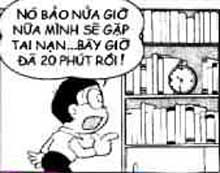 NÓ BẢO NỬA GIỜ
NỮA MÌNH SẼ GẶP
TAI NẠN...BÂY GIỜ
ĐÃ 20 PHÚT RỒI!